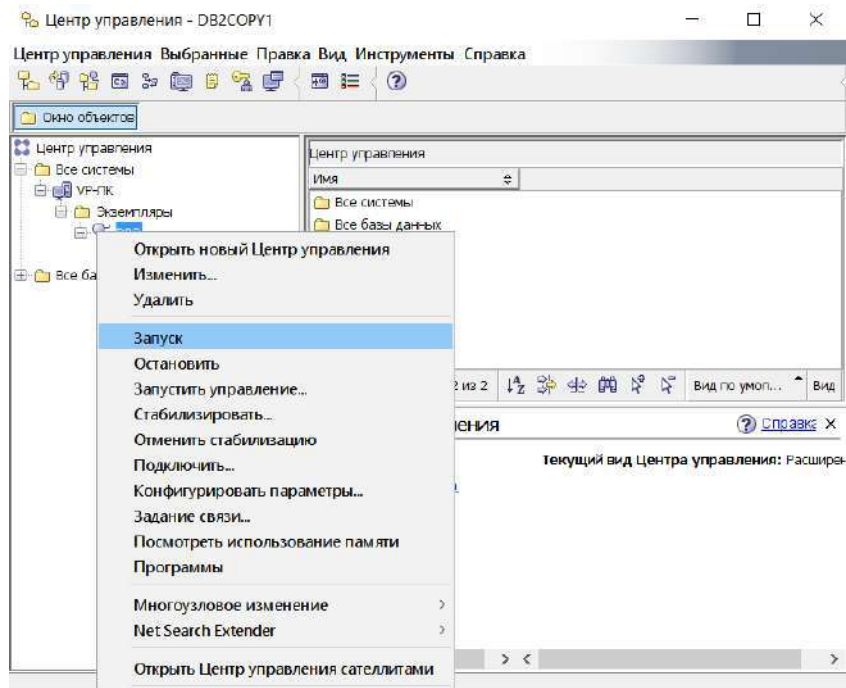 Центр управления - DB2COPY1
Центр управления Выбранные Правка Вид Инструменты Справка
Окно объектов
Центр управления
Все системы
VP-ПК
Экземпляры
Все ба
Центр управления
Имя
Все системы
Все базы данных
Открыть новый Центр управления
Изменить...
Удалить
Запуск
Остановить
Запустить управление...
Стабилизировать...
Отменить стабилизацию
Подключить...
Конфигурировать параметры...
Задание связи...
Посмотреть использование памяти
Программы
Многоузловое изменение
Net Search Extender
Открыть Центр управления сателлитами
2 из 2 Вид по умол... Вид
ения Справка
Текущий вид Центра управления: Расширен